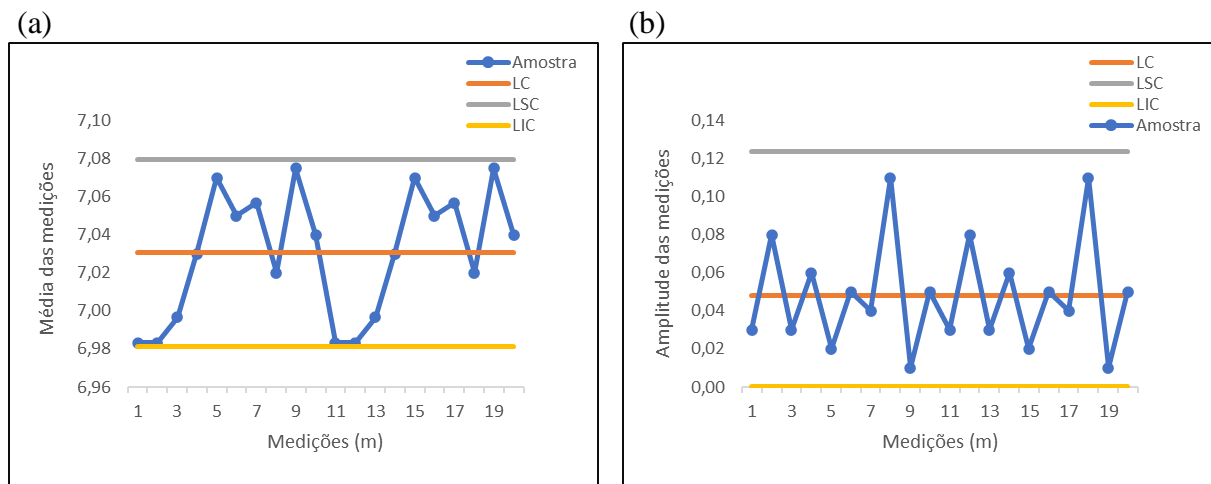 (a)
Amostra
LC
LSC
LIC
7,10
7,08
7,06
7,04
7,02
7,00
6,98
6,96
Média das medições
1 3 5 7 9 11 13 15 17 19
Medições (m)
(b)
LC
LSC
LIC
Amostra
0,14
0,12
0,10
0,08
0,06
0,04
0,02
0,00
Amplitude das medições
1 3 5 7 9 11 13 15 17 19
Medições (m)